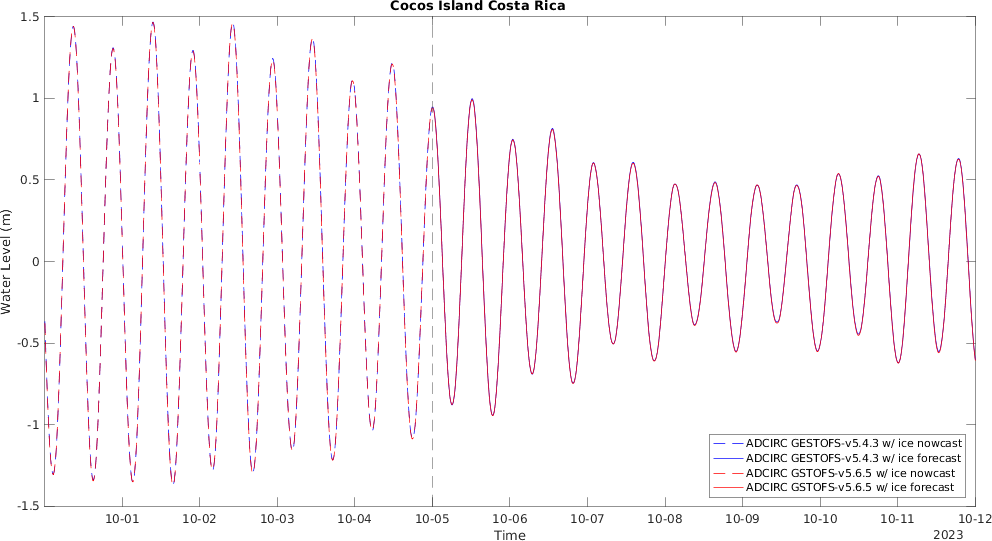 Cocos Island Costa Rica
1.5
1
0.5
0
-0.5
-1
-1.5
Water Level (m)
10-01 10-02 10-03 10-04 10-05 10-06 10-07 10-08 10-09 10-10 10-11 10-12
Time
2023
ADCIRC GESTOFS-v5.4.3 w/ ice nowcast
ADCIRC GESTOFS-v5.4.3 w/ ice forecast
ADCIRC GSTOFS-v5.6.5 w/ ice nowcast
ADCIRC GSTOFS-v5.6.5 w/ ice forecast